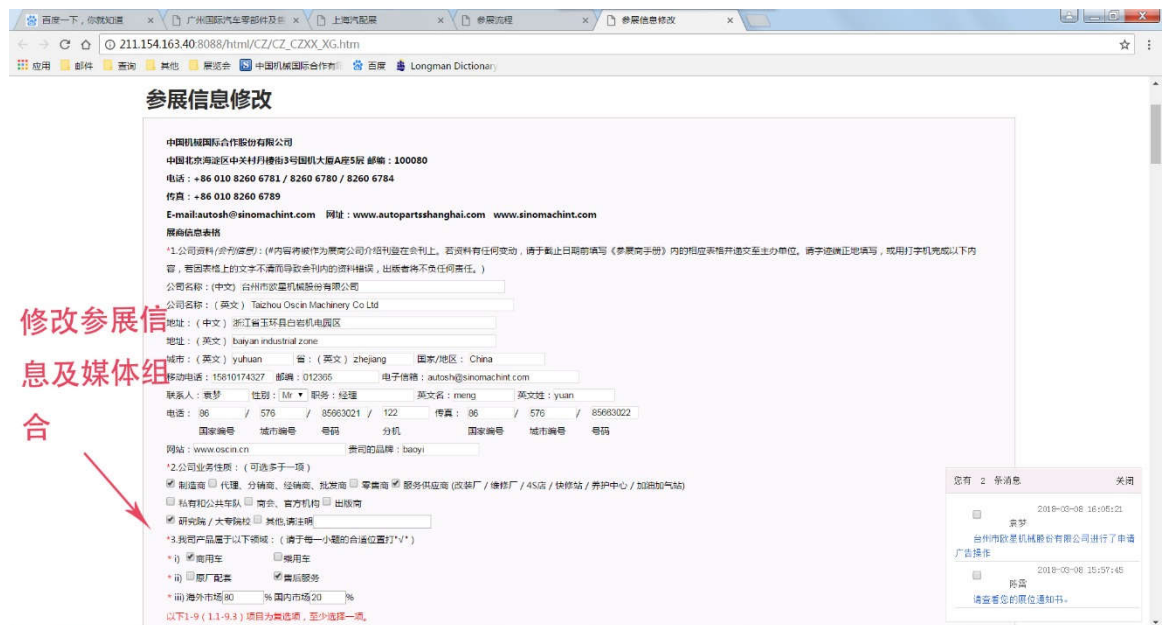 百度一下，你就知道
广州国际汽车零部件及售
上海汽配展
参展流程
参展信息修改
211.154.163.40:8088/html/CZ/CZ_CZXX_XG.htm
应用 邮件 查询 其他 展览会 中国机械国际合作有 百度 Longman Dictionary
参展信息修改
中国机械国际合作股份有限公司
中国北京海淀区中关村丹棱街3号国机大厦A座5层 邮编：100080
电话：+86 010 8260 6781 / 8260 6780 / 8260 6784
传真：+86 010 8260 6789
E-mail:autosh@sinomachint.com 网址：www.autopartsshanghai.com www.sinomachint.com
展商信息表格
*1.公司资料(会刊信息)：(#内容将被作为展商公司介绍刊登在会刊上。若资料有任何变动，请于截止日期前填写《参展商手册》内的相应表格并递交至主办单位。请字迹端正地填写，或用打字机完成以下内
容，若因表格上的文字不清而导致会刊内的资料错误，出版者将不负任何责任。)
公司名称：(中文) 台州市欧星机械股份有限公司
公司名称：(英文) Taizhou Oscin Machinery Co Ltd
地址：(中文) 浙江省玉环县白岩机电园区
地址：(英文) baiyan industrial zone
城市：(英文) yuhuan 省：(英文) zhejiang 国家/地区： China
移动电话：15810174327 邮编：012365 电子信箱：autosh@sinomachint.com
联系人：袁梦 性别：Mr 职务：经理 英文名：meng 英文姓：yuan
电话： 86 / 576 / 85663021 / 122 传真： 86 / 576 / 85663022
国家编号 城市编号 号码 分机 国家编号 城市编号 号码
网站：www.oscin.cn 贵司的品牌：baoyi
*2.公司业务性质：(可选多于一项)
制造商 代理、分销商、经销商、批发商 零售商 服务供应商 (改装厂 / 维修厂 / 4S店 / 快修站 / 养护中心 / 加油加气站)
私有和公共车队 商会、官方机构 出版商
研究院 / 大专院校 其他,请注明
*3.我司产品属于以下领域：(请于每一小题的合适位置打"√")
* i) 商用车 乘用车
* ii) 原厂配套 售后服务
* iii) 海外市场 80 % 国内市场 20 %
以下1-9（1.1-9.3）项目为复选项，至少选择一项。
修改参展信
息及媒体组
合
您有 2 条消息 关闭
2018-03-08 16:05:21
袁梦
台州市欧星机械股份有限公司进行了申请
广告操作
2018-03-08 15:57:45
陈露
请查看您的展位通知书。